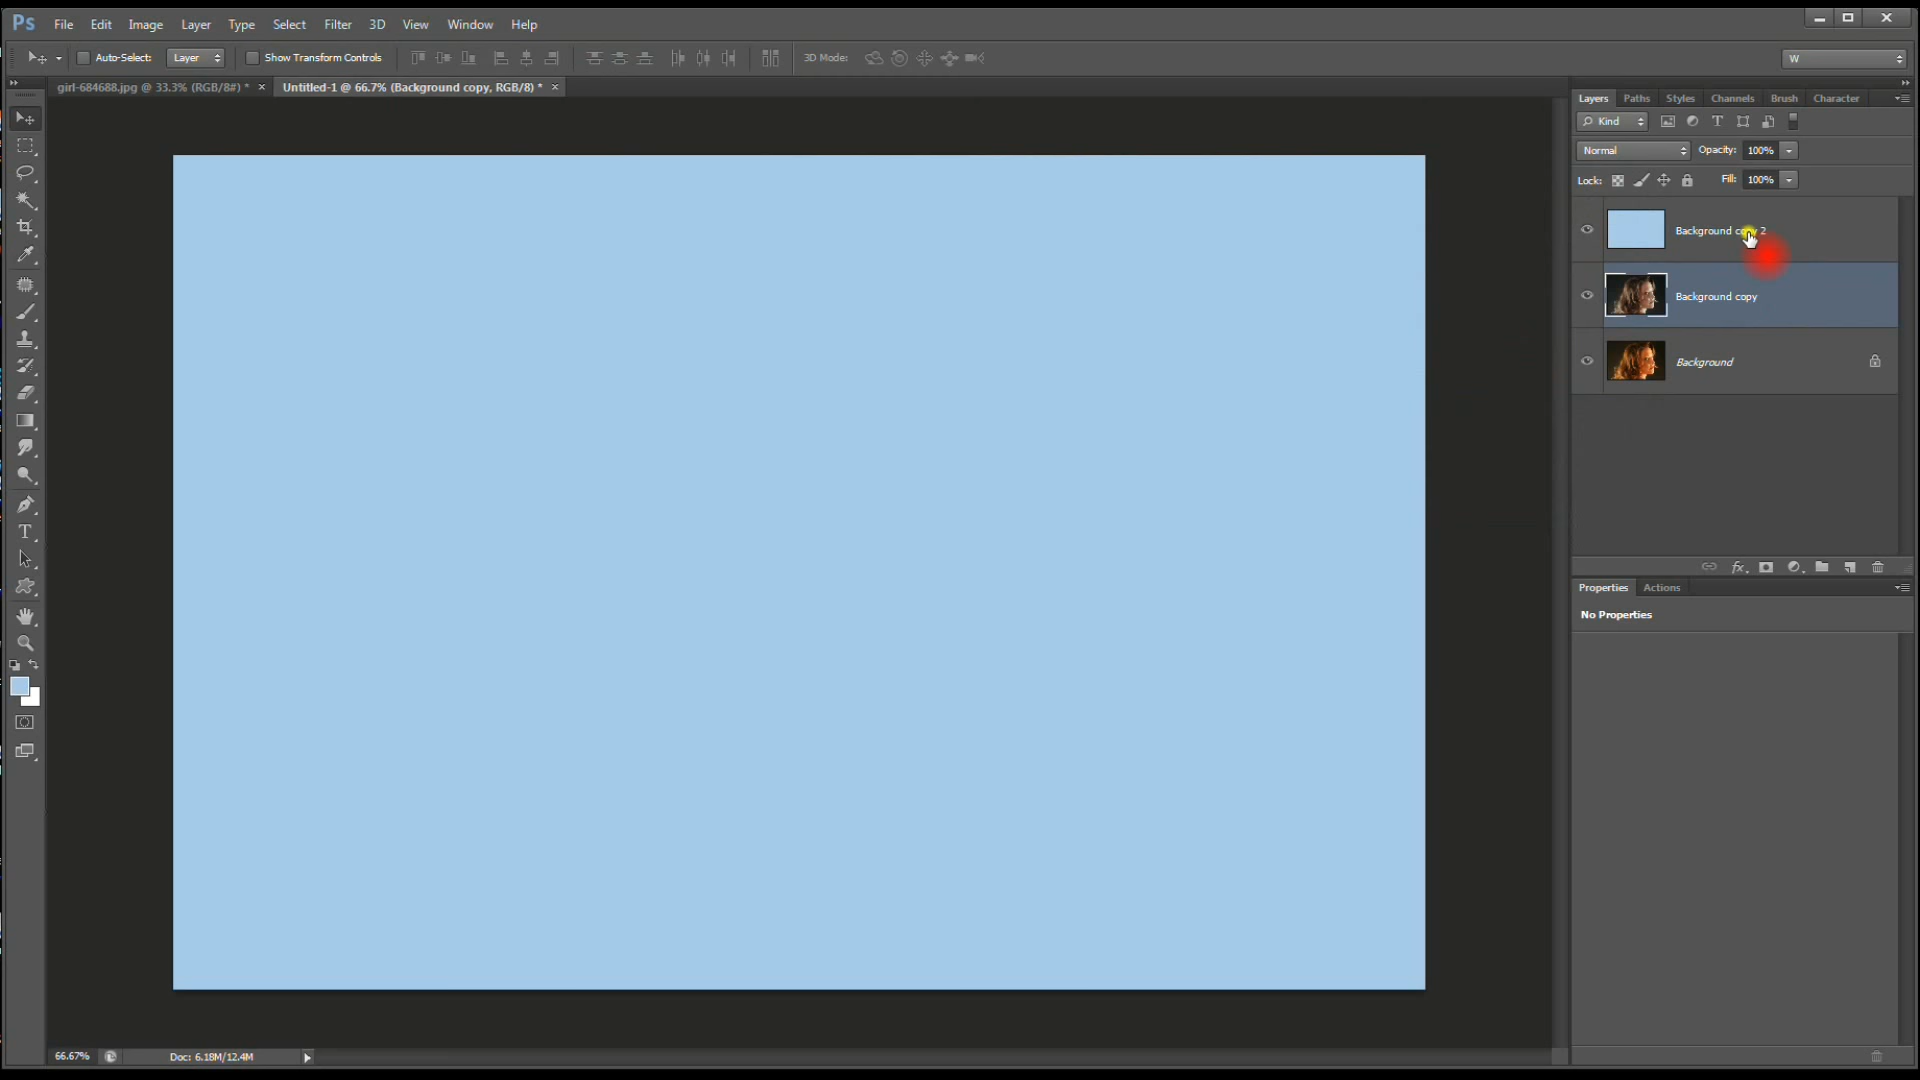 Ps File Edit Image Layer Type Select Filter 3D View Window Help
Auto-Select: Layer Show Transform Controls 3D Mode: W
girl-684688.jpg @ 33.3% (RGB/8#) * × Untitled-1 @ 66.7% (Background copy, RGB/8) * ×
Layers Paths Styles Channels Brush Character
Kind
Normal Opacity: 100%
Lock: Fill: 100%
Background copy 2
Background copy
Background
fx
Properties Actions
No Properties
66.67% Doc: 6.18M/12.4M